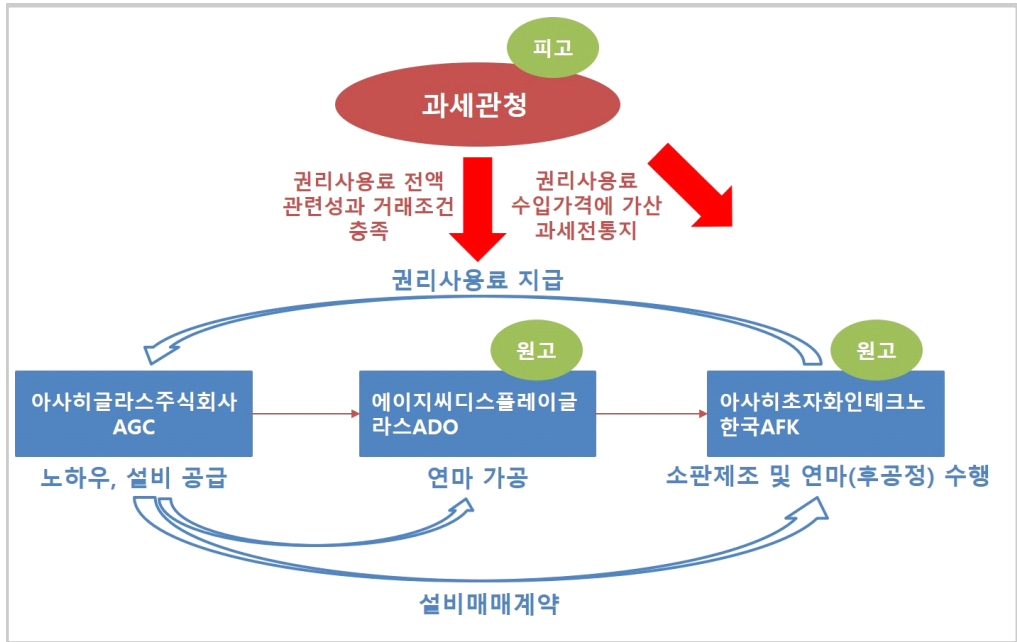 피고
과세관청
권리사용료 전액
관련성과 거래조건
충족
권리사용료
수입가격에 가산
과세전통지
권리사용료 지급
원고
원고
아사히글라스주식회사
AGC
에이지씨디스플레이글
라스ADO
아사히초자화인테크노
한국AFK
노하우, 설비 공급
연마 가공
소판제조 및 연마(후공정) 수행
설비매매계약